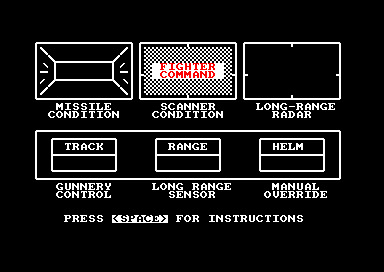 FIGHTER
COMMAND
MISSILE CONDITION
SCANNER CONDITION
LONG-RANGE RADAR
TRACK
RANGE
HELM
GUNNERY CONTROL
LONG RANGE SENSOR
MANUAL OVERRIDE
PRESS <SPACE> FOR INSTRUCTIONS